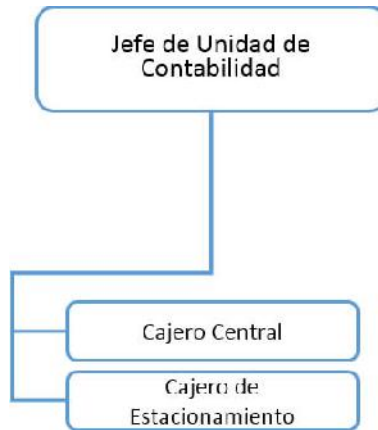 Jefe de Unidad de
Contabilidad
Cajero Central
Cajero de
Estacionamiento